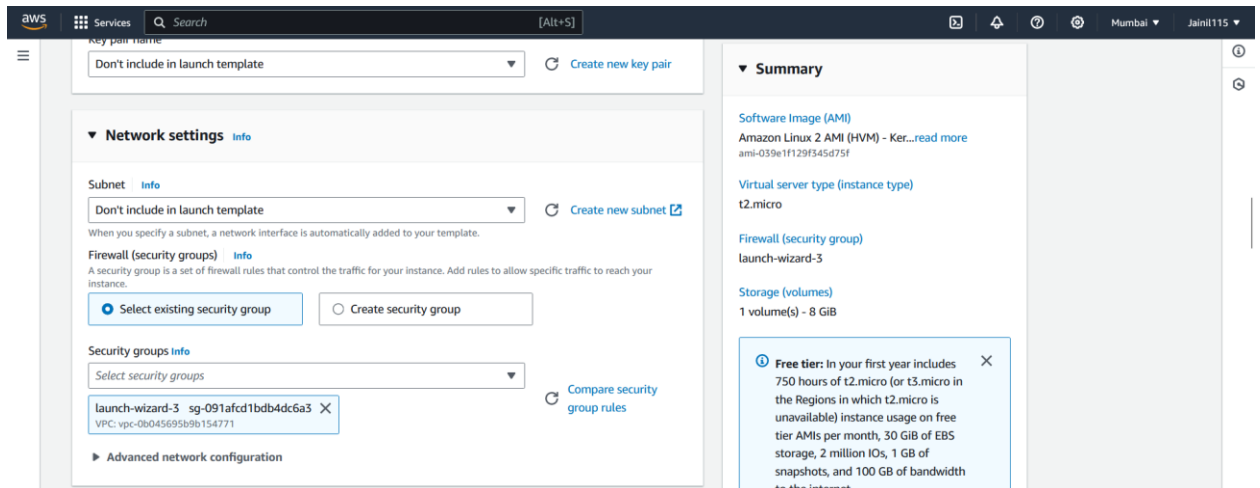 aws
Services
Search
[Alt+S]
Mumbai
Jainil115
Key pair name
Don't include in launch template
Create new key pair
Network settings Info
Subnet Info
Don't include in launch template
Create new subnet
When you specify a subnet, a network interface is automatically added to your template.
Firewall (security groups) Info
A security group is a set of firewall rules that control the traffic for your instance. Add rules to allow specific traffic to reach your
instance.
Select existing security group
Create security group
Security groups Info
Select security groups
Compare security
group rules
launch-wizard-3 sg-091afcd1bdb4dc6a3
VPC: vpc-0b045695b9b154771
Advanced network configuration
Summary
Software Image (AMI)
Amazon Linux 2 AMI (HVM) - Ker...read more
ami-039e1f129f345d75f
Virtual server type (instance type)
t2.micro
Firewall (security group)
launch-wizard-3
Storage (volumes)
1 volume(s) - 8 GiB
Free tier: In your first year includes
750 hours of t2.micro (or t3.micro in
the Regions in which t2.micro is
unavailable) instance usage on free
tier AMIs per month, 30 GiB of EBS
storage, 2 million IOs, 1 GB of
snapshots, and 100 GB of bandwidth
to the internet.